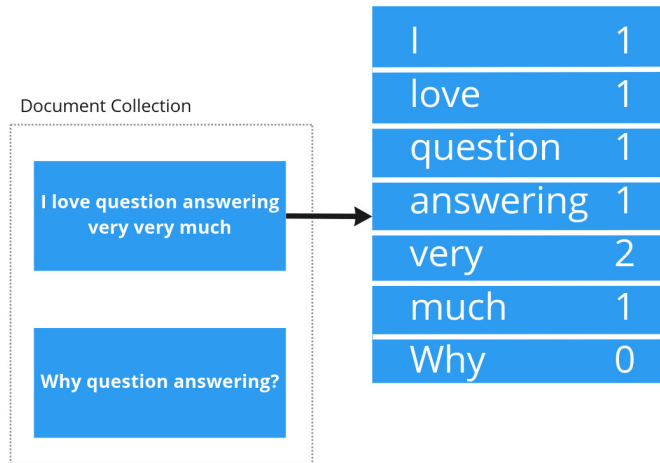 Document Collection
I love question answering
very very much
Why question answering?
I 1
love 1
question 1
answering 1
very 2
much 1
Why 0